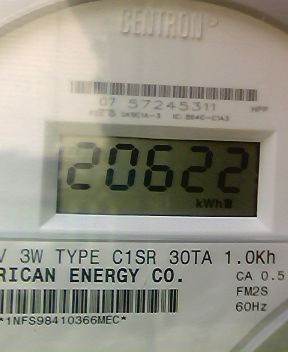 CENTRON
07 57245311
HPP
20622
kWh
V 3W TYPE C1SR 30TA 1.0Kh
RICAN ENERGY CO.
CA 0.5
FM2S
60Hz
*1NFS98410366MEC*